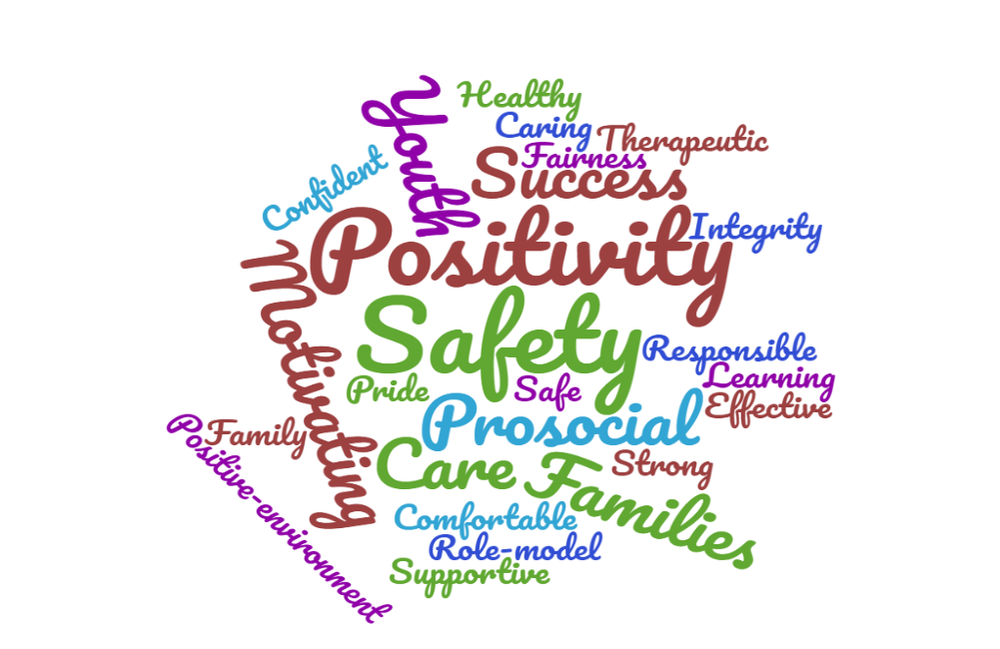 Youth
Healthy
Caring
Therapeutic
Fairness
Success
Confident
Positivity
Integrity
Motivating
Safety
Responsible
Learning
Pride
Safe
Effective
Prosocial
Family
Positive-environment
Care
Families
Strong
Comfortable
Role-model
Supportive